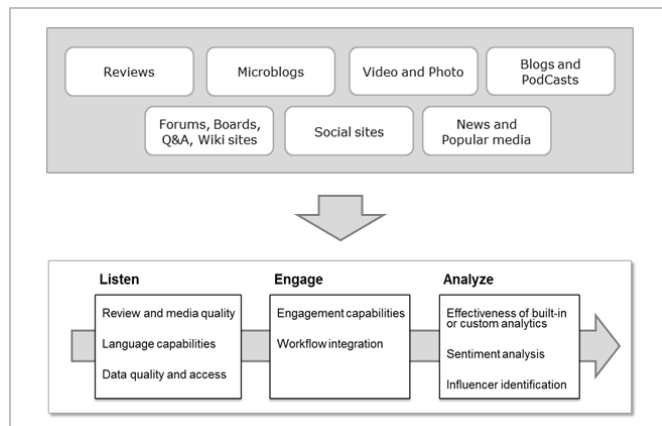 Reviews
Microblogs
Video and Photo
Blogs and
PodCasts
Forums, Boards,
Q&A, Wiki sites
Social sites
News and
Popular media
Listen
Review and media quality
Language capabilities
Data quality and access
Engage
Engagement capabilities
Workflow integration
Analyze
Effectiveness of built-in
or custom analytics
Sentiment analysis
Influencer identification